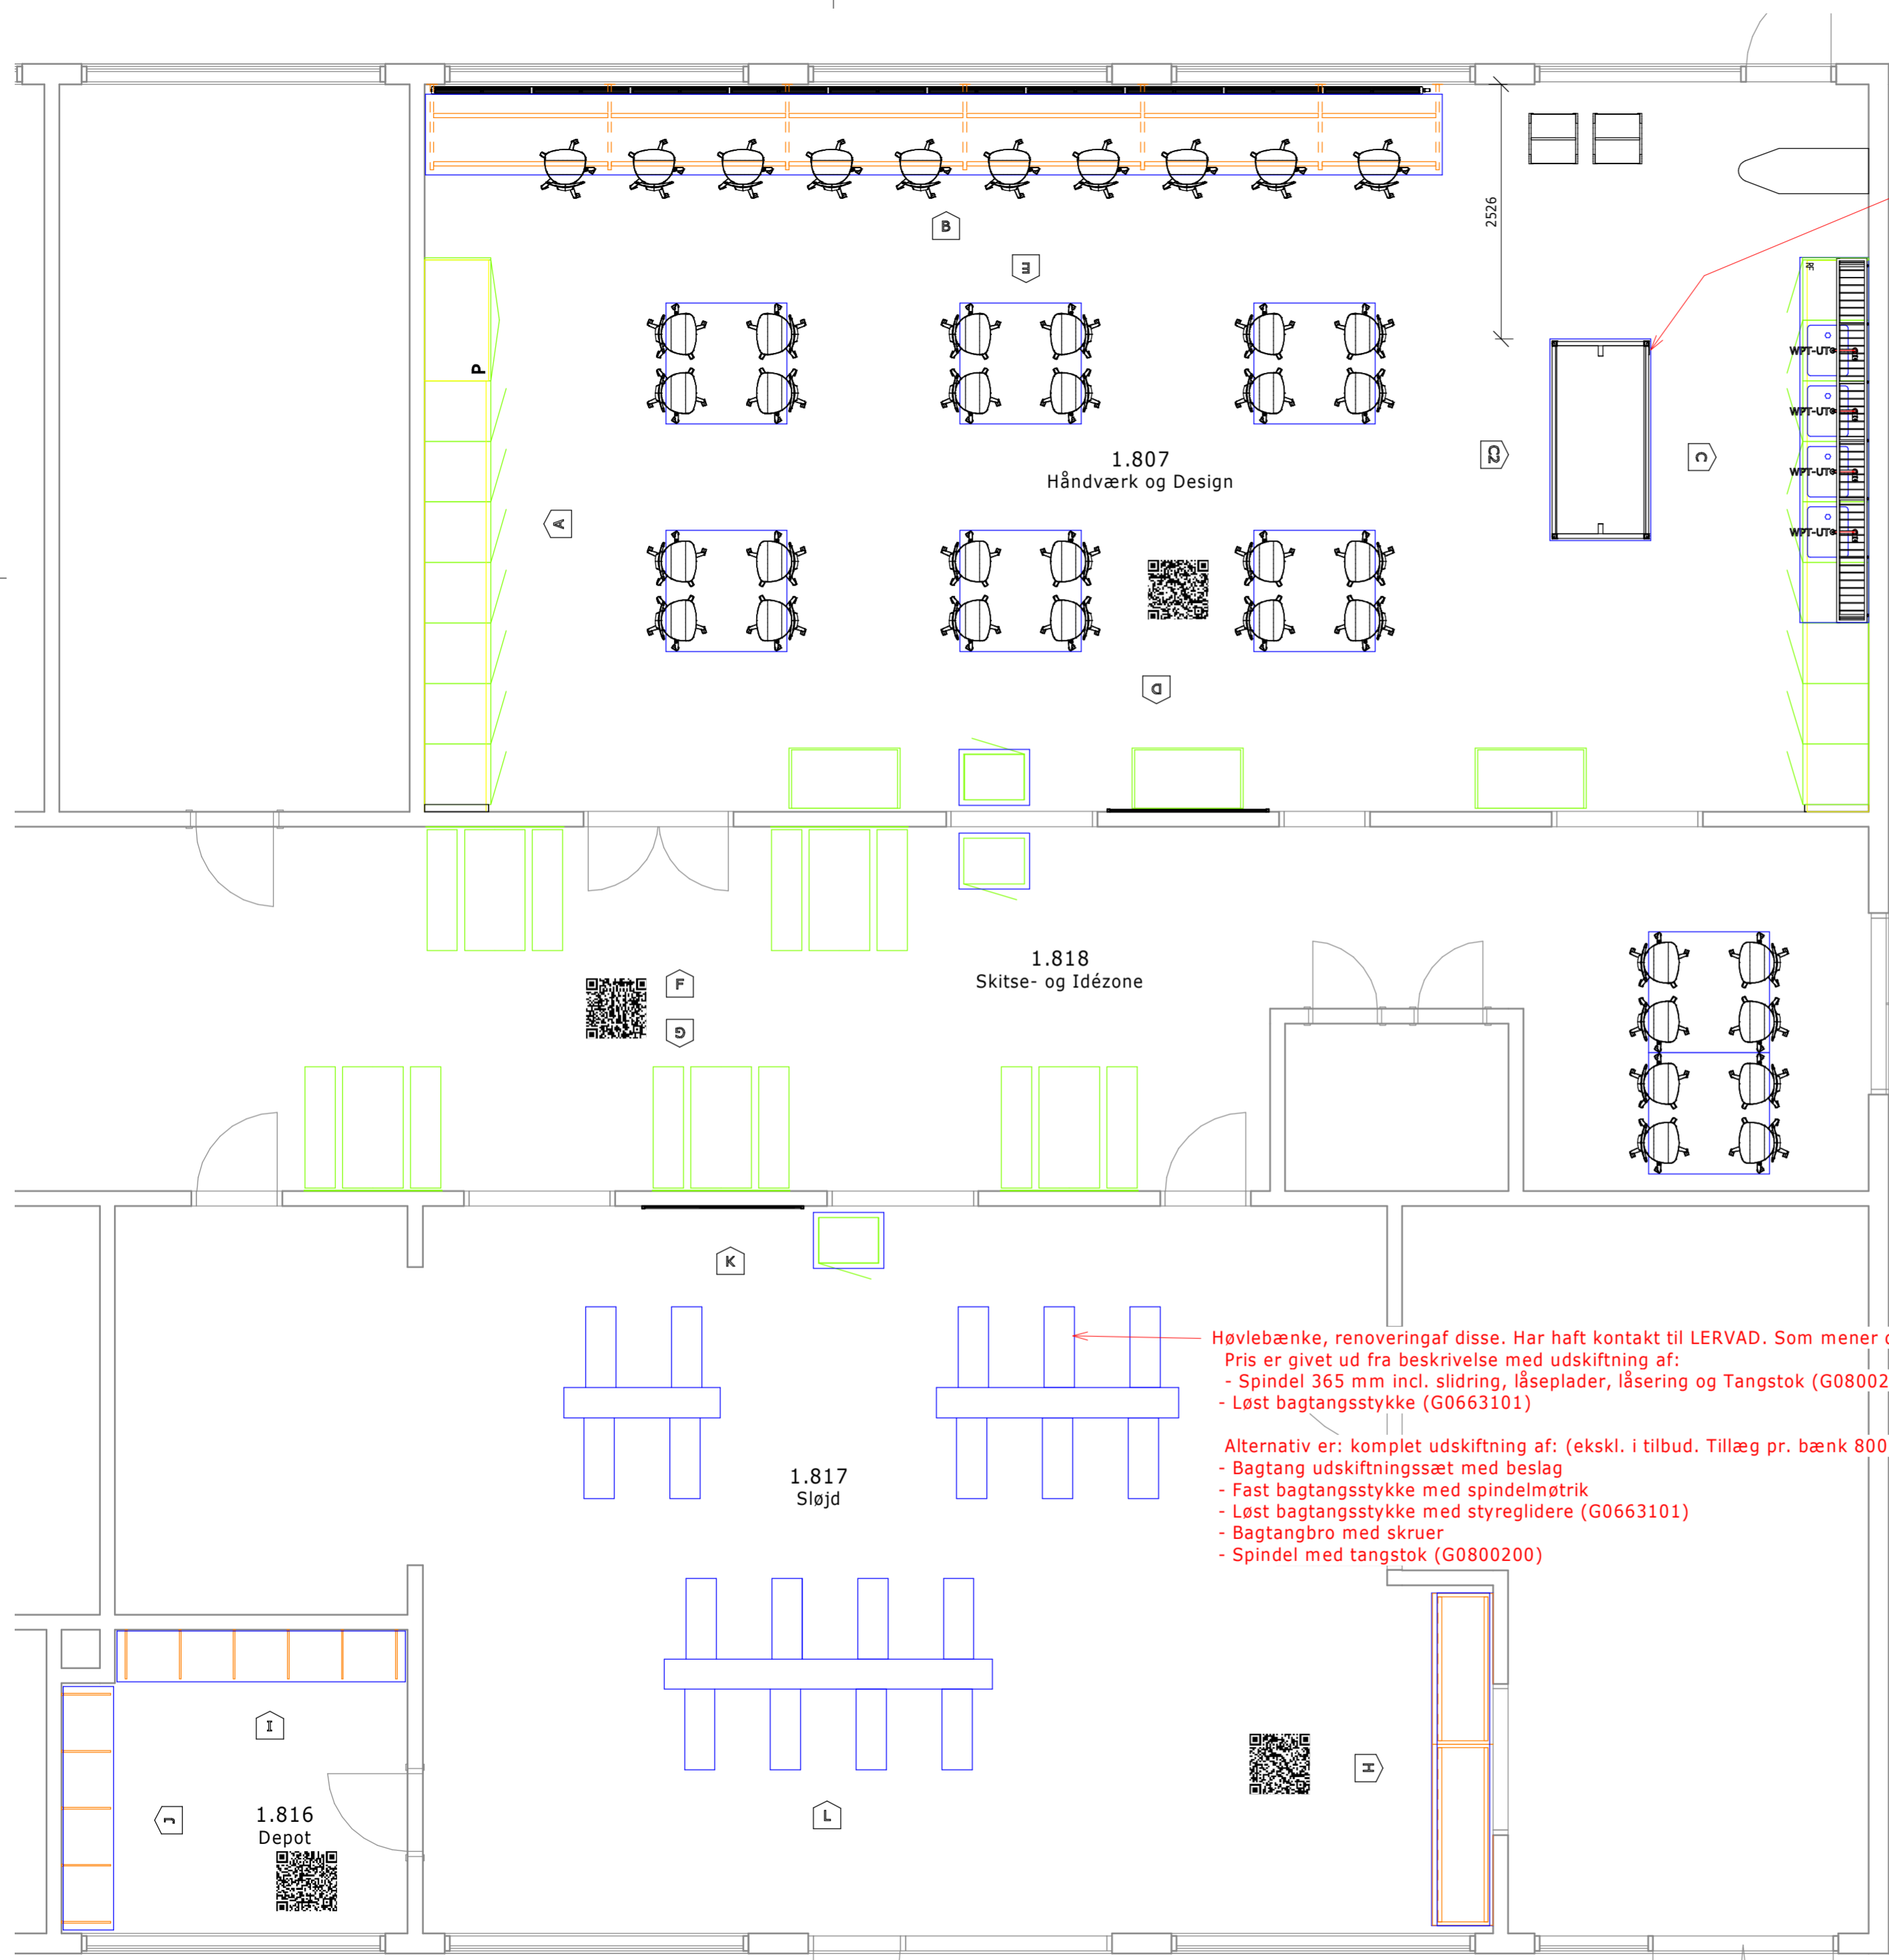 B
E
2526
RF
P
WPT-UT
WPT-UT
1.807
Håndværk og Design
C2
C
WPT-UT
A
WPT-UT
D
1.818
Skitse- og Idézone
F
G
K
Høvlebænke, renoveringaf disse. Har haft kontakt til LERVAD. Som mener
Pris er givet ud fra beskrivelse med udskiftning af:
- Spindel 365 mm incl. slidring, låseplader, låsering og Tangstok (G08002
- Løst bagtangsstykke (G0663101)
Alternativ er: komplet udskiftning af: (ekskl. i tilbud. Tillæg pr. bænk 800
- Bagtang udskiftningssæt med beslag
- Fast bagtangsstykke med spindelmøtrik
- Løst bagtangsstykke med styreglidere (G0663101)
- Bagtangbro med skruer
- Spindel med tangstok (G0800200)
1.817
Sløjd
I
H
J
1.816
Depot
L